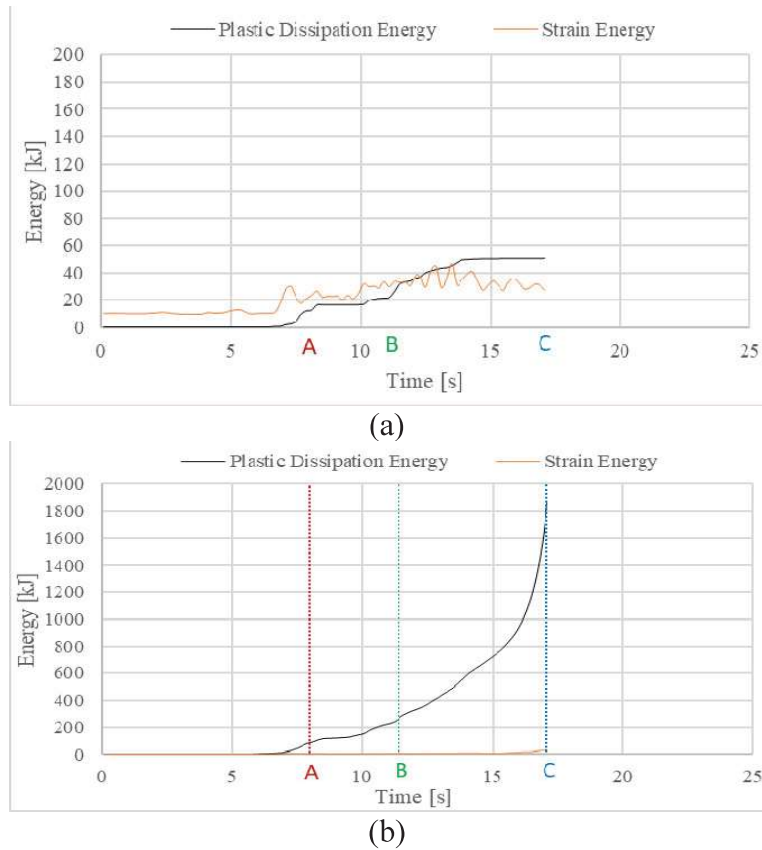 Plastic Dissipation Energy Strain Energy
200
180
160
140
120
100
80
60
40
20
0
Energy [kJ]
0 5 10 15 20 25
A B C
Time [s]
(a)
Plastic Dissipation Energy Strain Energy
2000
1800
1600
1400
1200
1000
800
600
400
200
0
Energy [kJ]
0 5 10 15 20 25
A B C
Time [s]
(b)